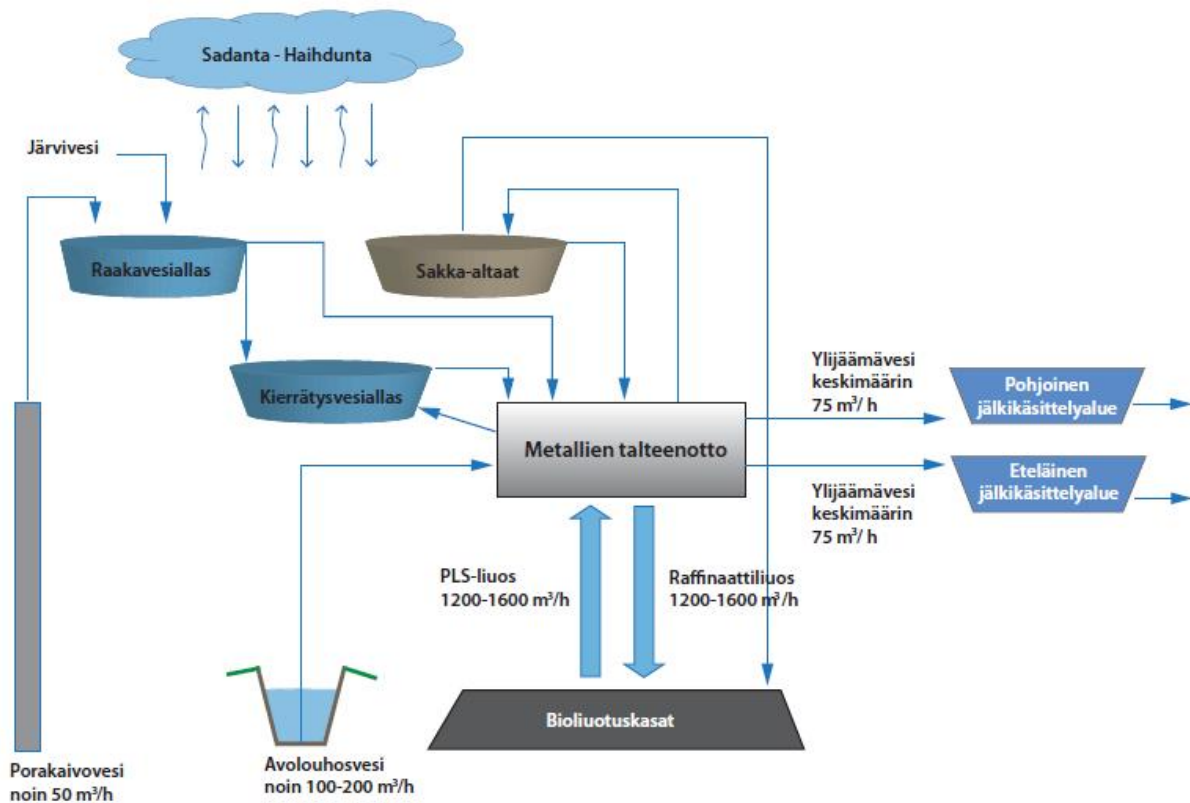 Sadanta - Haihdunta
Järvivesi
Raakavesiallas
Sakka-altaat
Kierrätysvesiallas
Metallien talteenotto
Ylijäämävesi
keskimäärin
75 m³/ h
Pohjoinen
jälkikäsittelyalue
Eteläinen
jälkikäsittelyalue
Ylijäämävesi
keskimäärin
75 m³/ h
PLS-liuos
1200-1600 m³/h
Raffinaattiliuos
1200-1600 m³/h
Bioliuotuskasat
Porakaivovesi
noin 50 m³/h
Avolouhosvesi
noin 100-200 m³/h